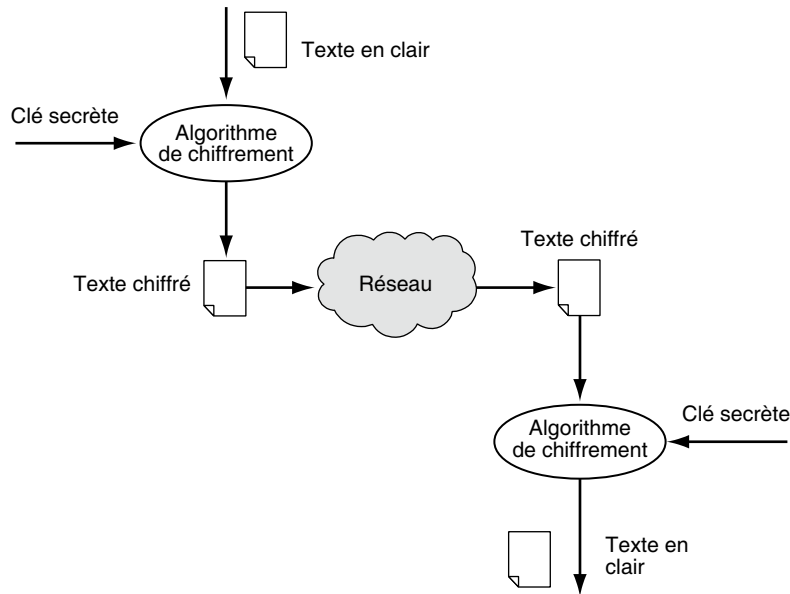 Texte en clair
Clé secrète
Algorithme
de chiffrement
Texte chiffré
Réseau
Texte chiffré
Clé secrète
Algorithme
de chiffrement
Texte en
clair